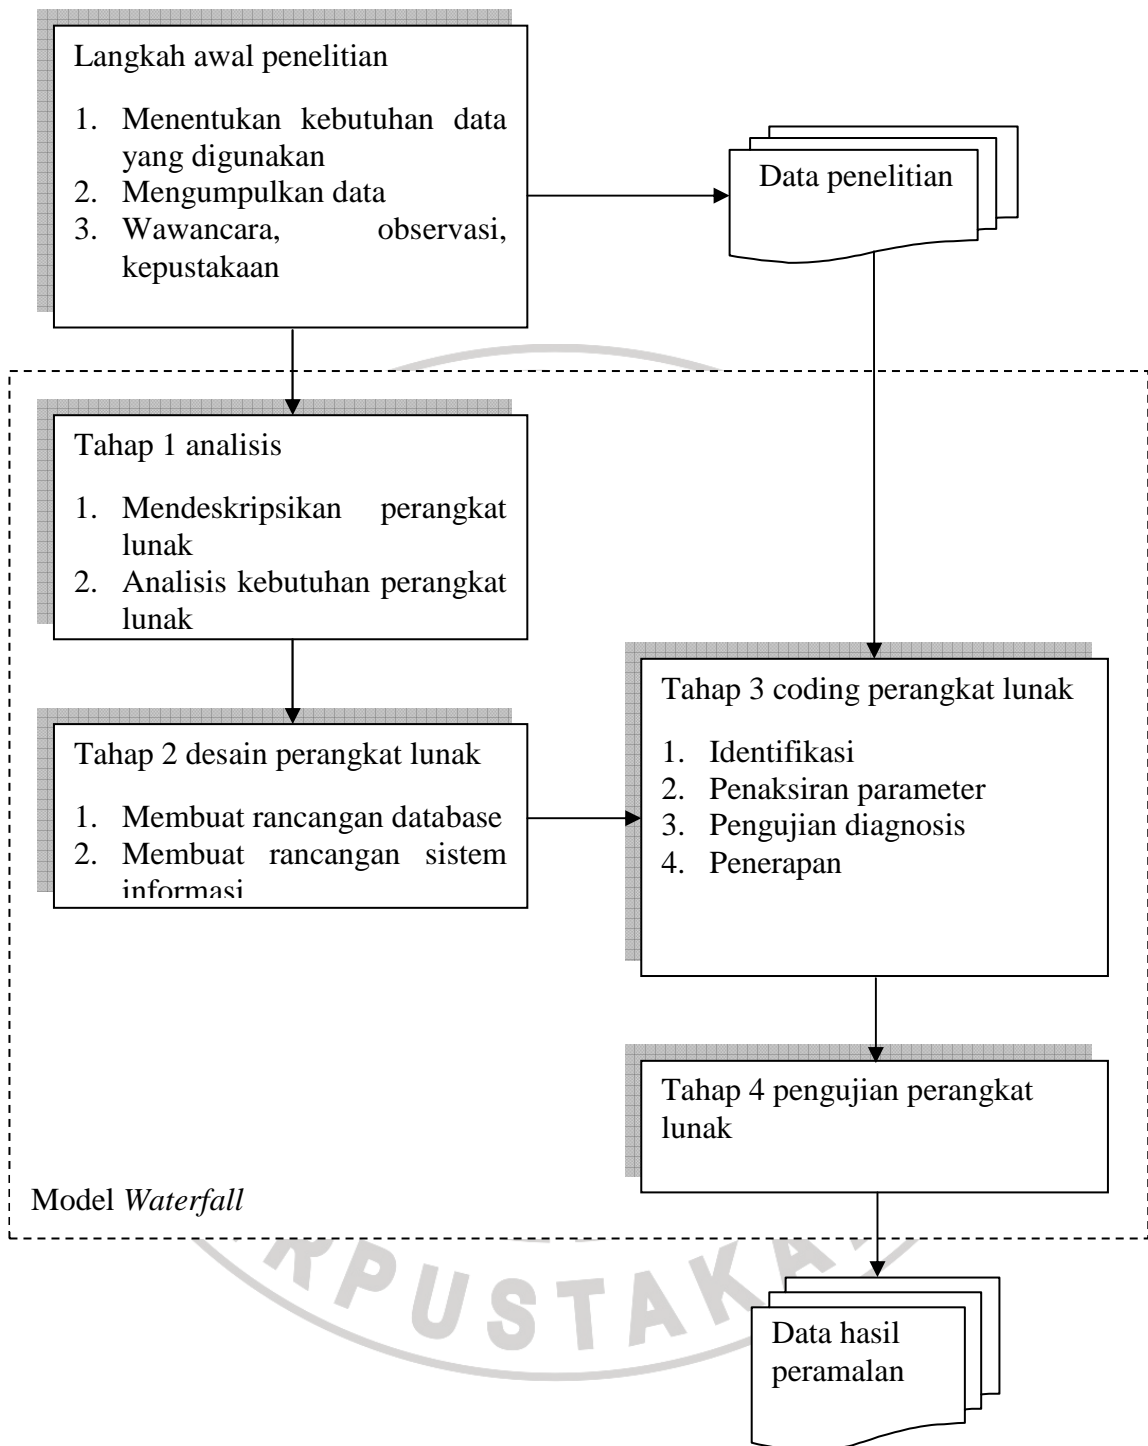 Langkah awal penelitian
1. Menentukan kebutuhan data
yang digunakan
2. Mengumpulkan data
3. Wawancara, observasi,
kepustakaan
Data penelitian
Tahap 1 analisis
1. Mendeskripsikan perangkat
lunak
2. Analisis kebutuhan perangkat
lunak
Tahap 2 desain perangkat lunak
1. Membuat rancangan database
2. Membuat rancangan sistem
informasi
Tahap 3 coding perangkat lunak
1. Identifikasi
2. Penaksiran parameter
3. Pengujian diagnosis
4. Penerapan
Tahap 4 pengujian perangkat
lunak
Model Waterfall
RPUSTAKA
Data hasil
peramalan